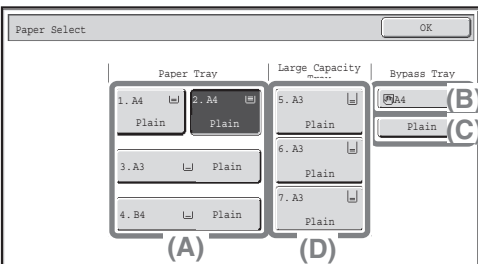 Paper Select
OK
Paper Tray
Large Capacity
Tray
Bypass Tray
1. A4
Plain
2. A4
Plain
3. A3 Plain
4. B4 Plain
(A)
5. A3
Plain
6. A3
Plain
7. A3
Plain
(D)
A4
(B)
Plain
(C)